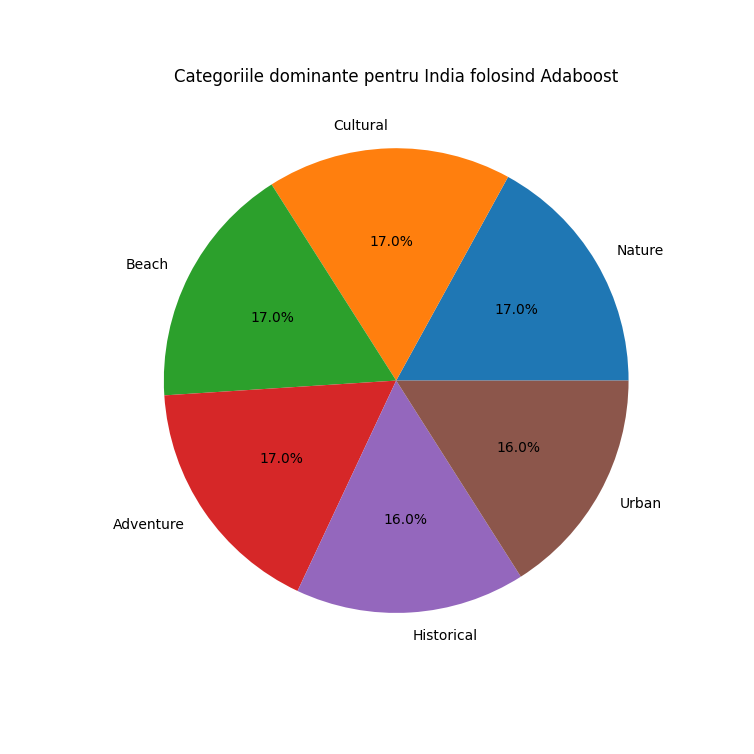 Categoriile dominante pentru India folosind Adaboost
Cultural
Nature
Beach
17.0%
17.0%
17.0%
17.0%
16.0%
16.0%
Urban
Adventure
Historical